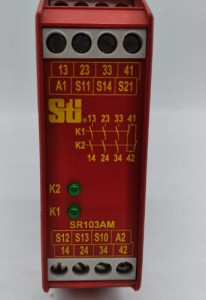 13 23 33 41
A1 S11 S14 S21
Sti
13 23 33 41
K1
K2
14 24 34 42
K2
K1
SR103AM
S12 S13 S10 A2
14 24 34 42